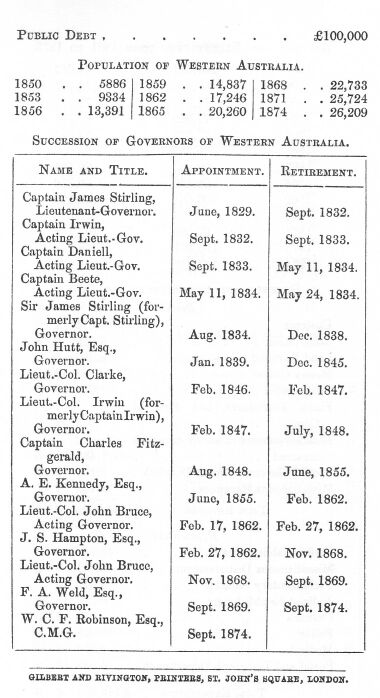 PUBLIC DEBT . . . . . . . £100,000
POPULATION OF WESTERN AUSTRALIA.
1850 . . 5886 | 1859 . . 14,837 | 1868 . . 22,733
1853 . . 9334 | 1862 . . 17,246 | 1871 . . 25,724
1856 . . 13,391 | 1865 . . 20,260 | 1874 . . 26,209
SUCCESSION OF GOVERNORS OF WESTERN AUSTRALIA.
NAME AND TITLE. APPOINTMENT. RETIREMENT.
Captain James Stirling,
Lieutenant-Governor. June, 1829. Sept. 1832.
Captain Irwin,
Acting Lieut.-Gov. Sept. 1832. Sept. 1833.
Captain Daniell,
Acting Lieut.-Gov. Sept. 1833. May 11, 1834.
Captain Beete,
Acting Lieut.-Gov. May 11, 1834. May 24, 1834.
Sir James Stirling (for-
merly Capt. Stirling),
Governor. Aug. 1834. Dec. 1838.
John Hutt, Esq.,
Governor. Jan. 1839. Dec. 1845.
Lieut.-Col. Clarke,
Governor. Feb. 1846. Feb. 1847.
Lieut.-Col. Irwin (for-
merly Captain Irwin),
Governor. Feb. 1847. July, 1848.
Captain Charles Fitz-
gerald,
Governor. Aug. 1848. June, 1855.
A. E. Kennedy, Esq.,
Governor. June, 1855. Feb. 1862.
Lieut.-Col. John Bruce,
Acting Governor. Feb. 17, 1862. Feb. 27, 1862.
J. S. Hampton, Esq.,
Governor. Feb. 27, 1862. Nov. 1868.
Lieut.-Col. John Bruce,
Acting Governor. Nov. 1868. Sept. 1869.
F. A. Weld, Esq.,
Governor. Sept. 1869. Sept. 1874.
W. C. F. Robinson, Esq.,
C.M.G. Sept. 1874.
GILBERT AND RIVINGTON, PRINTERS, ST. JOHN'S SQUARE, LONDON.